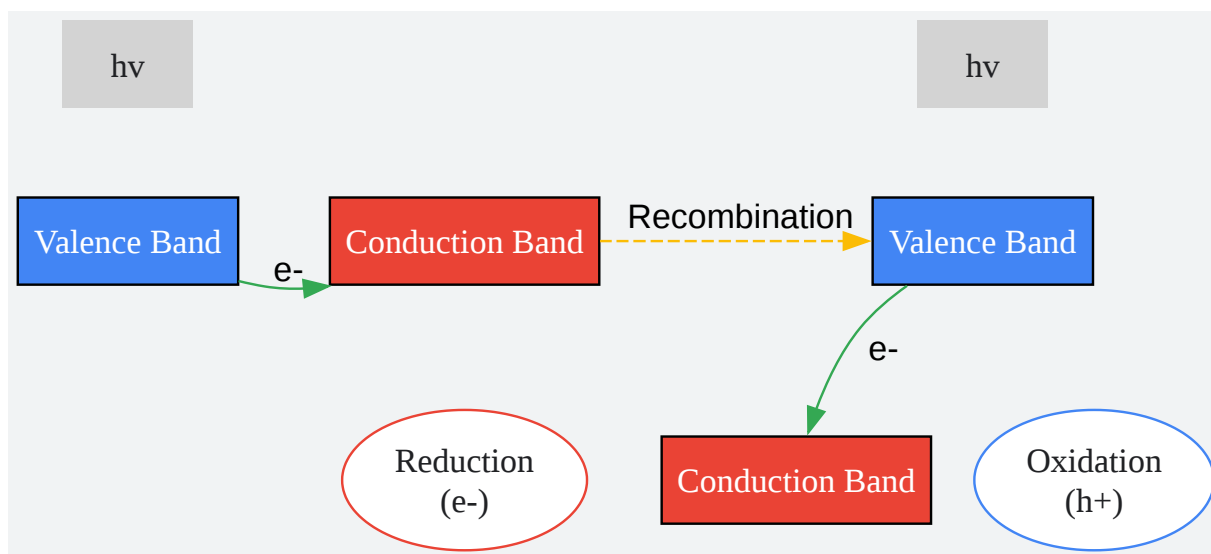 hv
hv
Valence Band
e-
Conduction Band
Recombination
Valence Band
e-
Reduction
(e-)
Conduction Band
Oxidation
(h+)